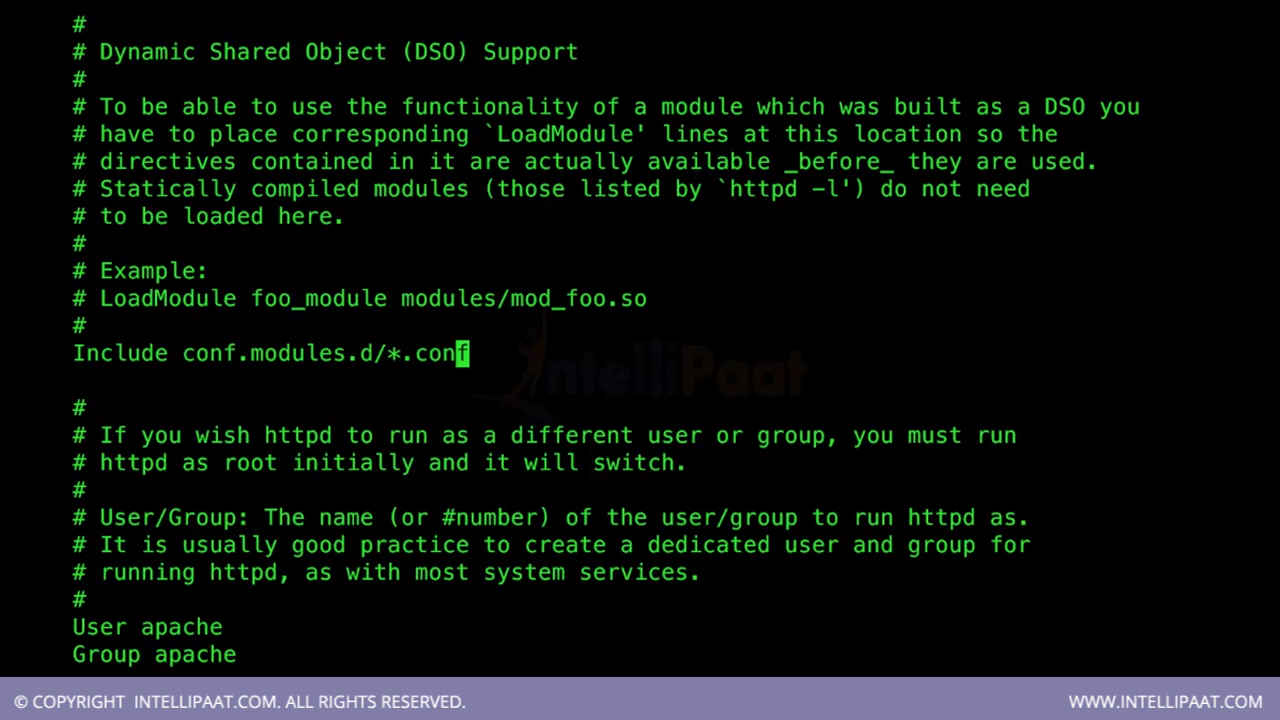 #
# Dynamic Shared Object (DSO) Support
#
# To be able to use the functionality of a module which was built as a DSO you
# have to place corresponding `LoadModule' lines at this location so the
# directives contained in it are actually available _before_ they are used.
# Statically compiled modules (those listed by `httpd -l') do not need
# to be loaded here.
#
# Example:
# LoadModule foo_module modules/mod_foo.so
#
Include conf.modules.d/*.conf
IntelliPaat
#
# If you wish httpd to run as a different user or group, you must run
# httpd as root initially and it will switch.
#
# User/Group: The name (or #number) of the user/group to run httpd as.
# It is usually good practice to create a dedicated user and group for
# running httpd, as with most system services.
#
User apache
Group apache
© COPYRIGHT INTELLIPAAT.COM. ALL RIGHTS RESERVED.
WWW.INTELLIPAAT.COM